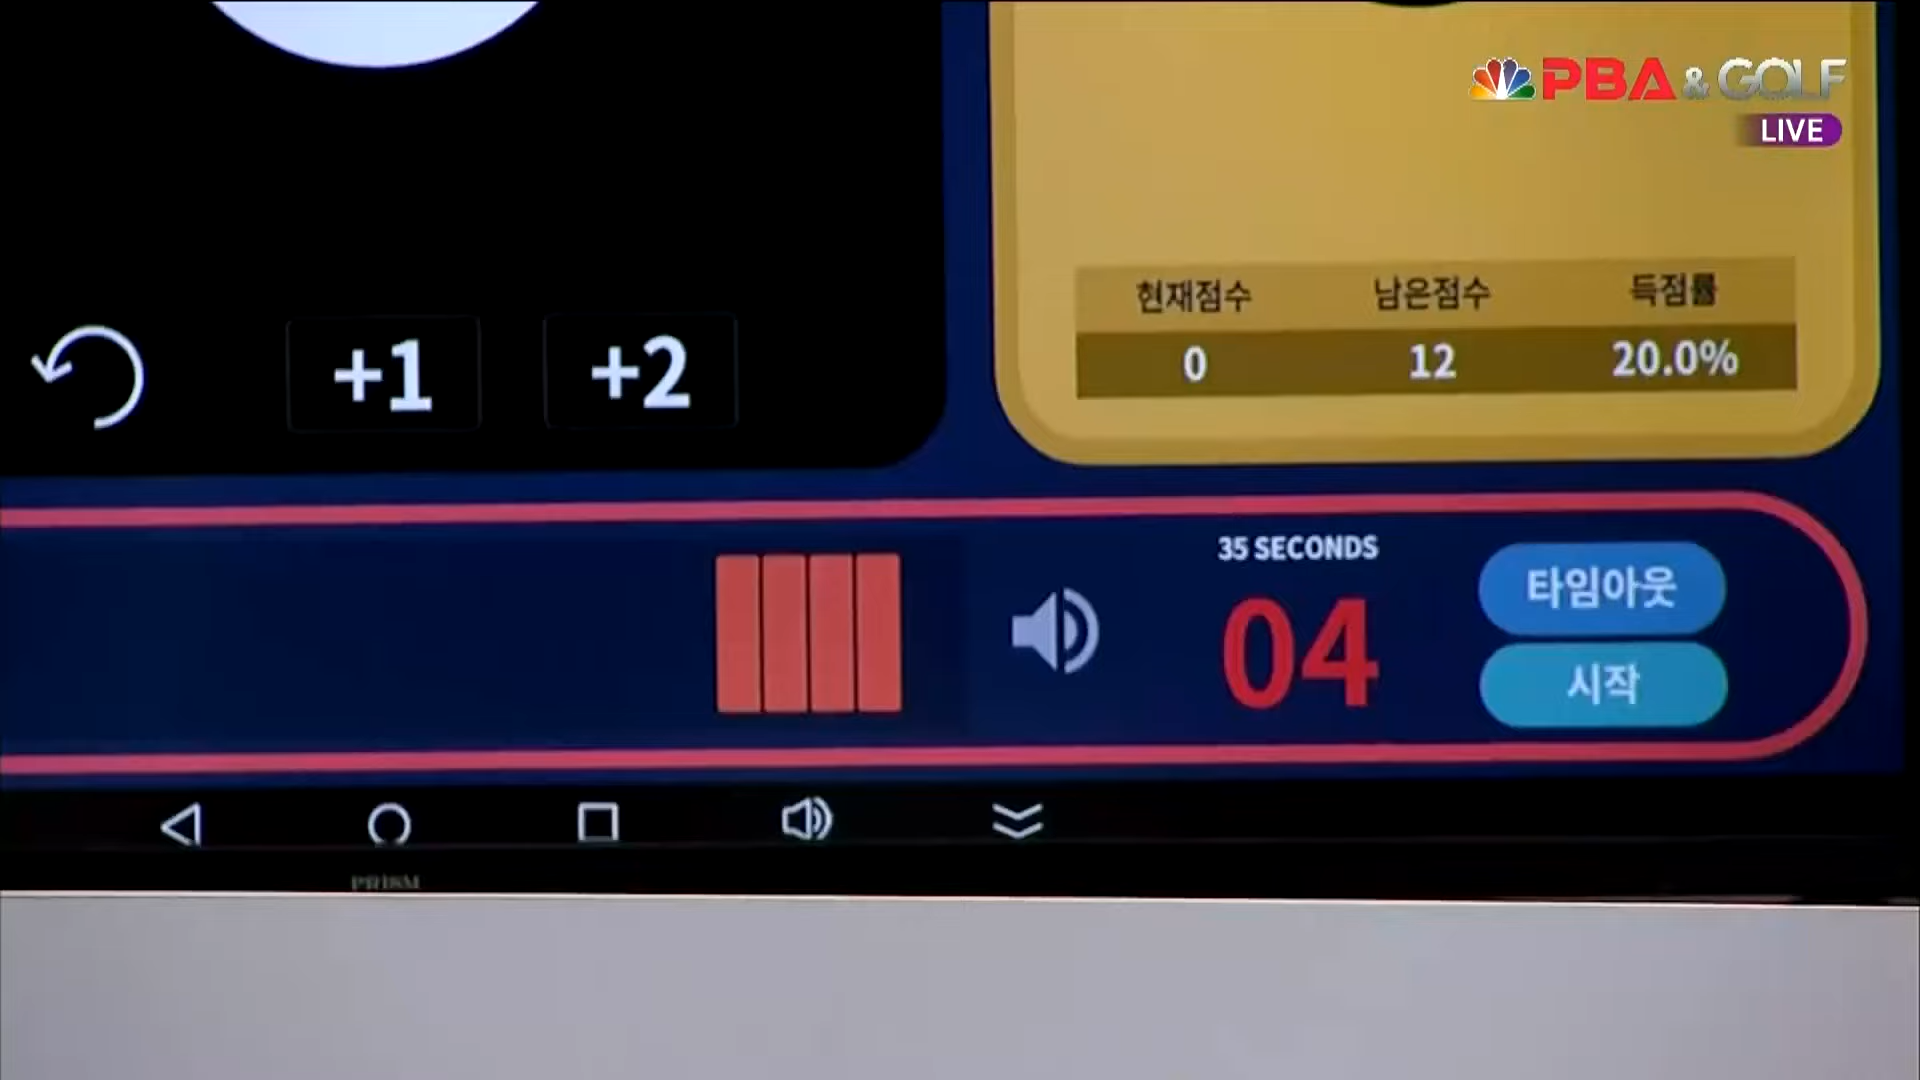 PBA & GOLF
LIVE
현재점수 남은점수 득점률
0 12 20.0%
+1 +2
35 SECONDS
04
타임아웃
시작
PRISM